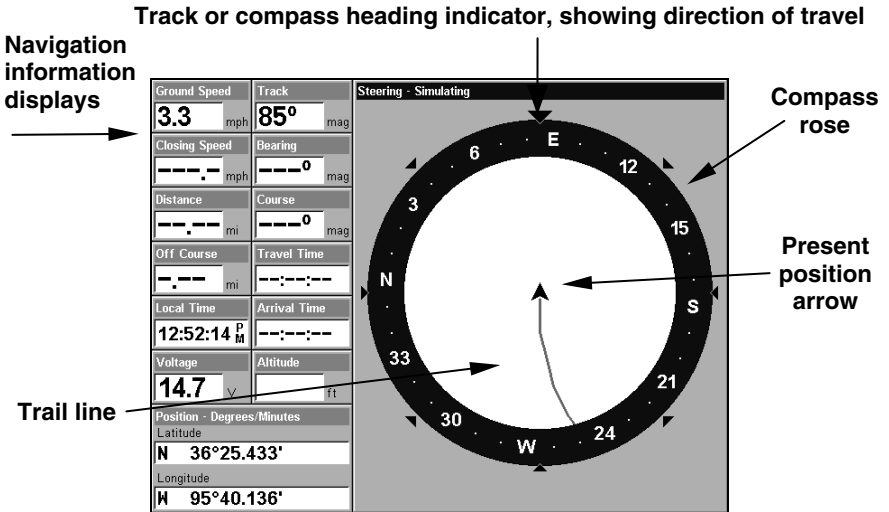 Track or compass heading indicator, showing direction of travel
Navigation
information
displays
Ground Speed
3.3 mph
Track
85° mag
Closing Speed
---.- mph
Bearing
---° mag
Distance
--.-- mi
Course
---° mag
Off Course
-.-- mi
Travel Time
--:--:--
Local Time
12:52:14 PM
Arrival Time
--:--:--
Voltage
14.7 V
Altitude
ft
Position - Degrees/Minutes
Latitude
N 36°25.433'
Longitude
W 95°40.136'
Steering - Simulating
E
12
15
S
21
24
W
30
33
N
3
6
Compass
rose
Present
position
arrow
Trail line